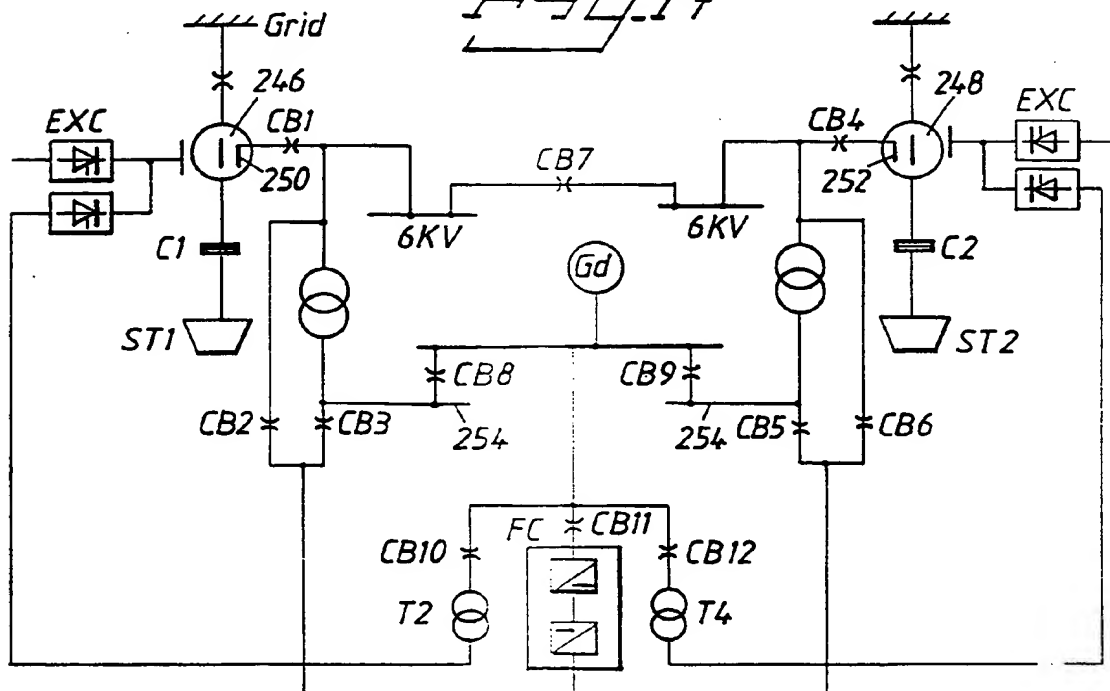 Grid
246
248
EXC
CB1
CB4
EXC
CB7
250
252
6KV
6KV
C1
Gd
C2
ST1
ST2
CB8
CB9
CB2
CB3
254
254
CB5
CB6
FC
CB11
CB10
CB12
T2
T4